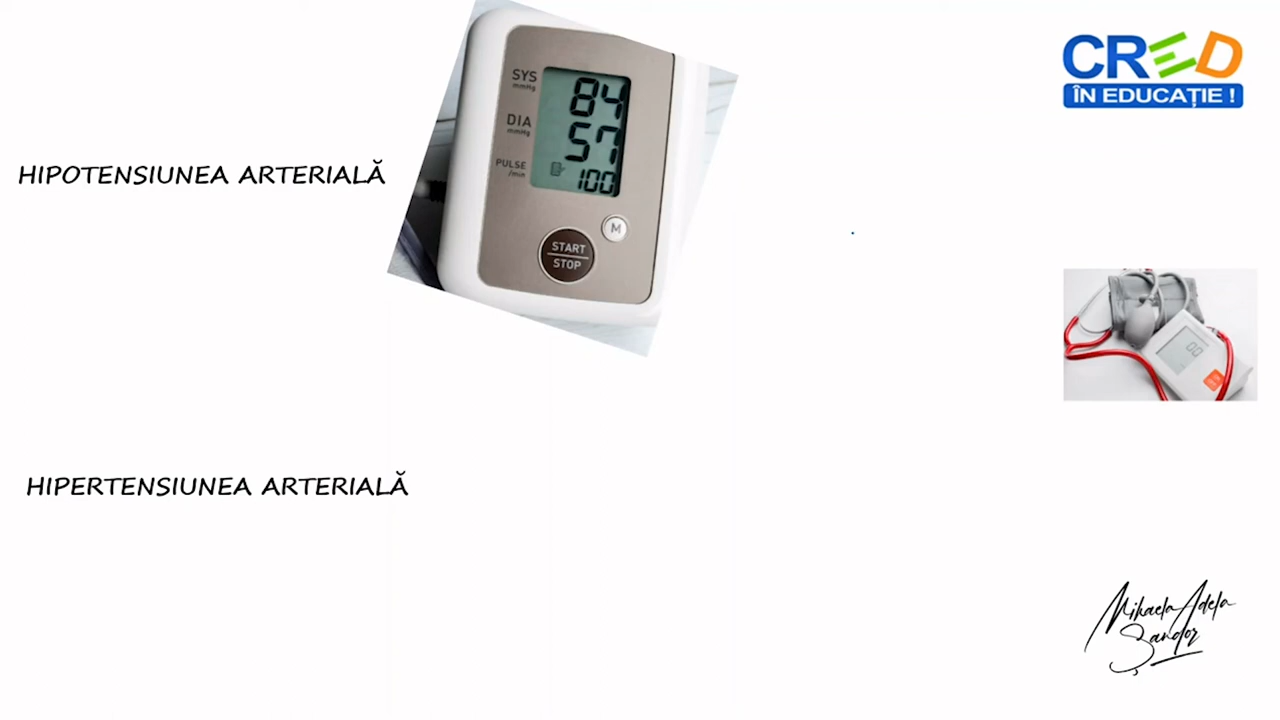 CRED
ÎN EDUCAȚIE !
SYS
mmHg
84
DIA
mmHg
57
PULSE
/min
100
M
START
STOP
HIPOTENSIUNEA ARTERIALĂ
00
HIPERTENSIUNEA ARTERIALĂ
Mihaela Adela
Șandor